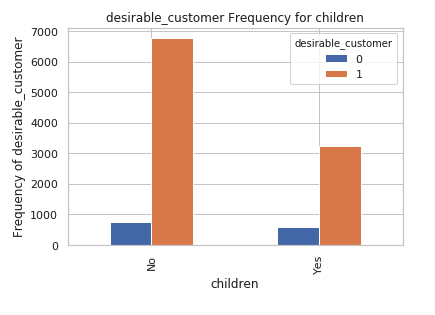 desirable_customer Frequency for children
Frequency of desirable_customer
7000
6000
5000
4000
3000
2000
1000
0
desirable_customer
0
1
No
Yes
children